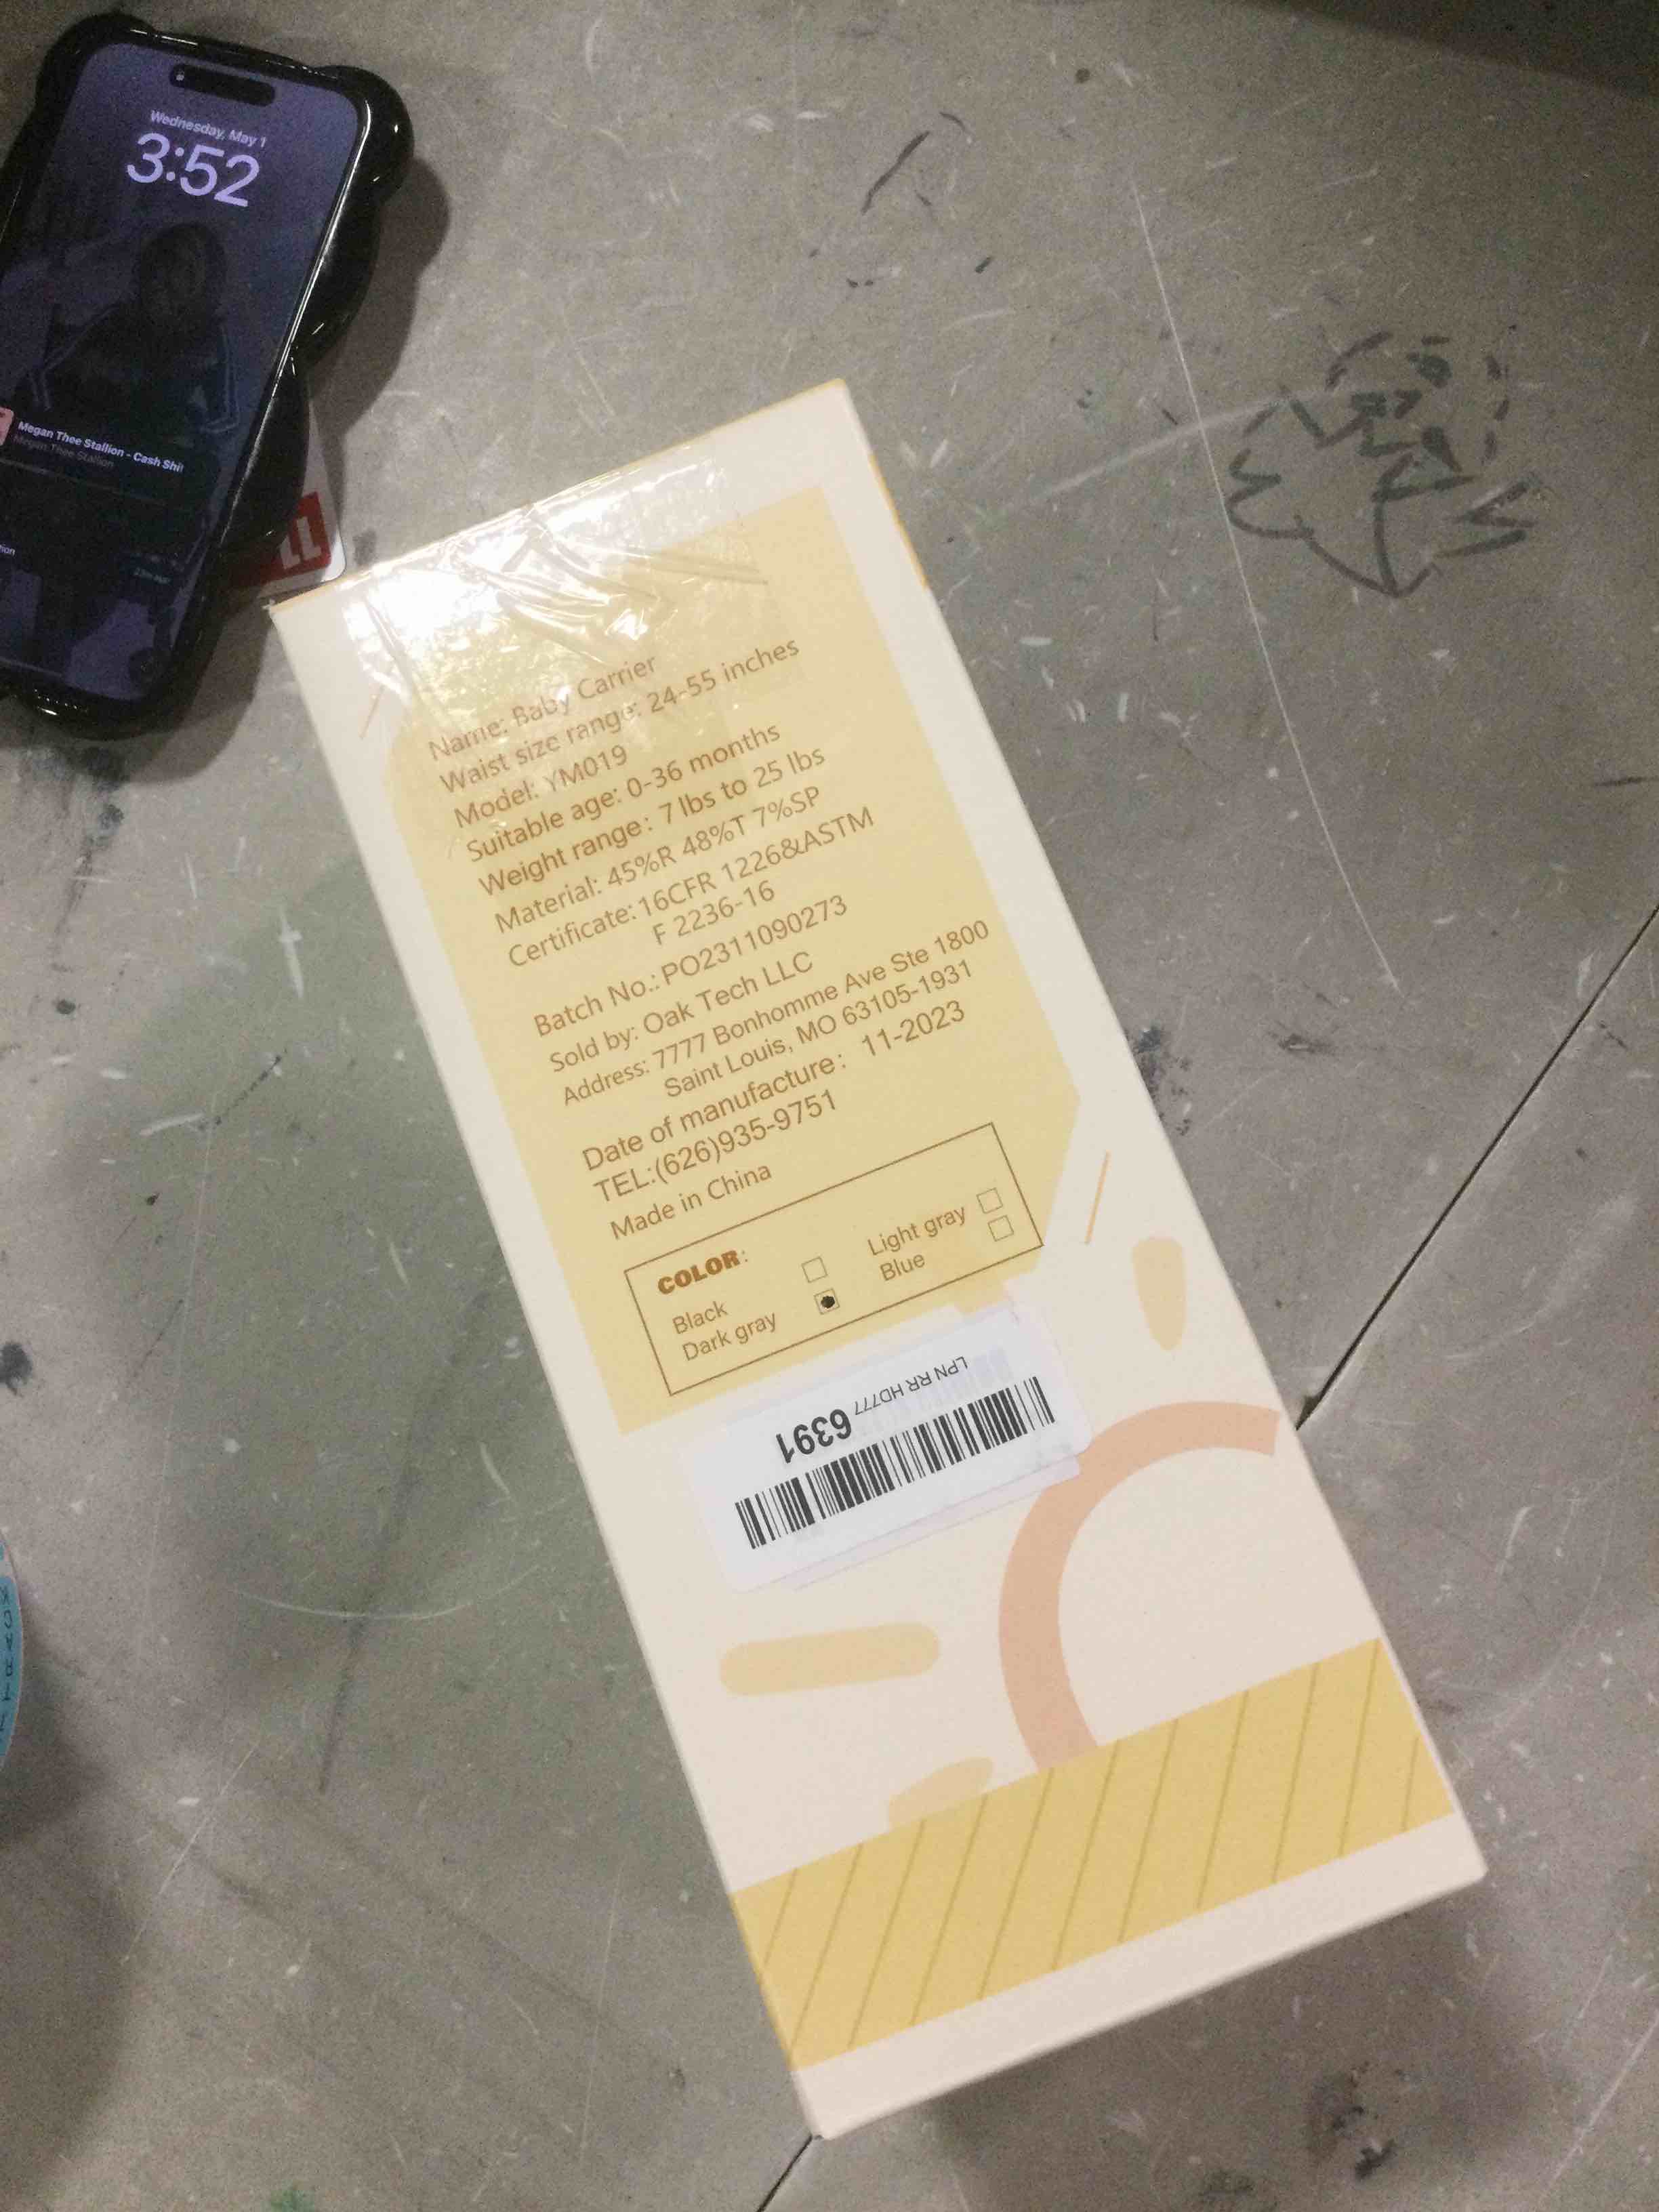 Wednesday, May 1
3:52
Megan Thee Stallion - Cash Shit
Megan Thee Stallion
Name: Baby Carrier
Waist size range: 24-55 inches
Model: YM019
Suitable age: 0-36 months
Weight range: 7 lbs to 25 lbs
Material: 45%R 48%T 7%SP
Certificate: 16CFR 1226&ASTM
F 2236-16
Batch No.: PO2311090273
Sold by: Oak Tech LLC
Address: 7777 Bonhomme Ave Ste 1800
Saint Louis, MO 63105-1931
Date of manufacture: 11-2023
TEL:(626)935-9751
Made in China
COLOR:
Black
Light gray
Dark gray
Blue
LPN RR HD777 6391